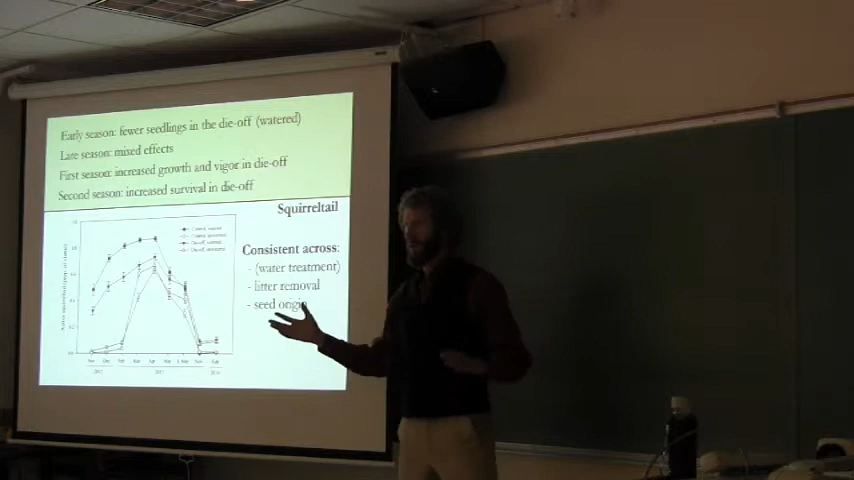 Early season: fewer seedlings in the die-off (watered)
Late season: mixed effects
First season: increased growth and vigor in die-off
Second season: increased survival in die-off
Squirreltail
Consistent across:
- (water treatment)
- litter removal
- seed origin